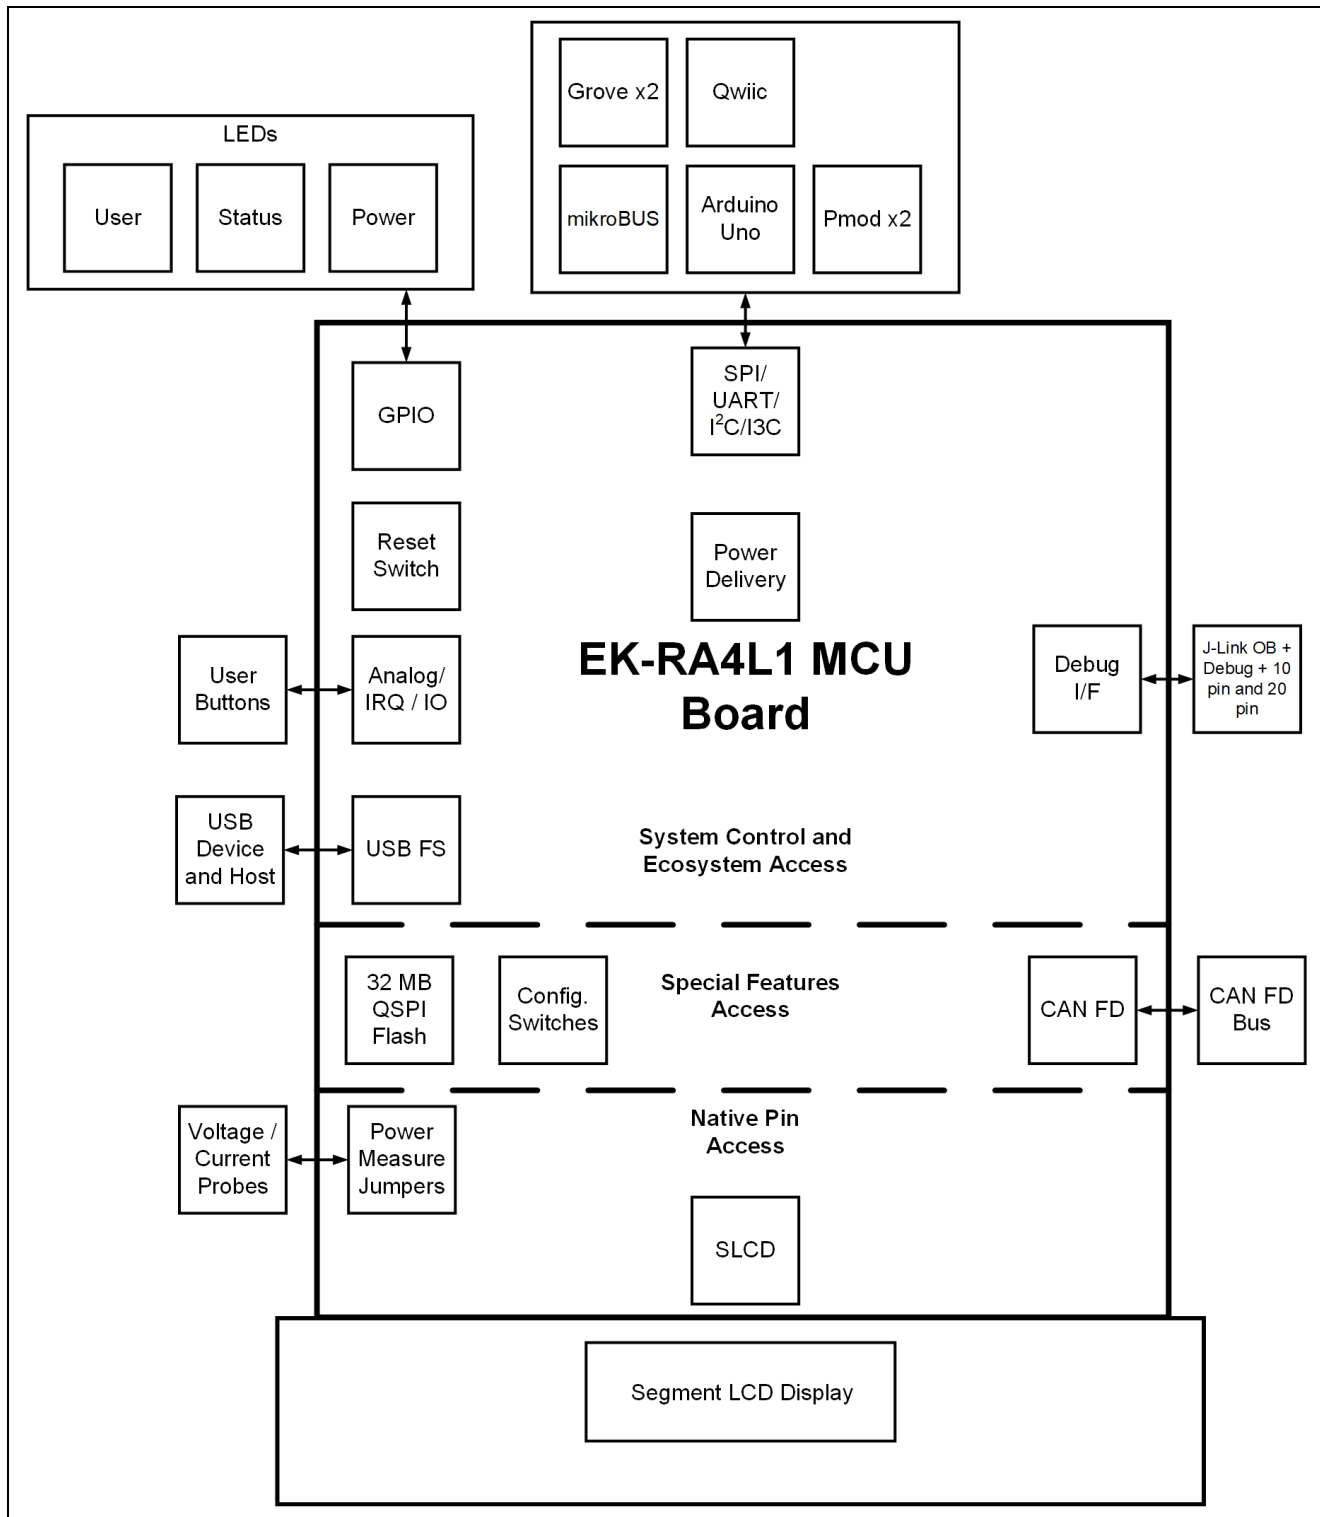 Grove x2
Qwiic
LEDs
User
Status
Power
mikroBUS
Arduino
Uno
Pmod x2
GPIO
SPI/
UART/
I²C/I3C
Reset
Switch
Power
Delivery
User
Buttons
Analog/
IRQ / IO
EK-RA4L1 MCU
Board
Debug
I/F
J-Link OB +
Debug + 10
pin and 20
pin
USB
Device
and Host
USB FS
System Control and
Ecosystem Access
32 MB
QSPI
Flash
Config.
Switches
Special Features
Access
CAN FD
CAN FD
Bus
Voltage /
Current
Probes
Power
Measure
Jumpers
Native Pin
Access
SLCD
Segment LCD Display